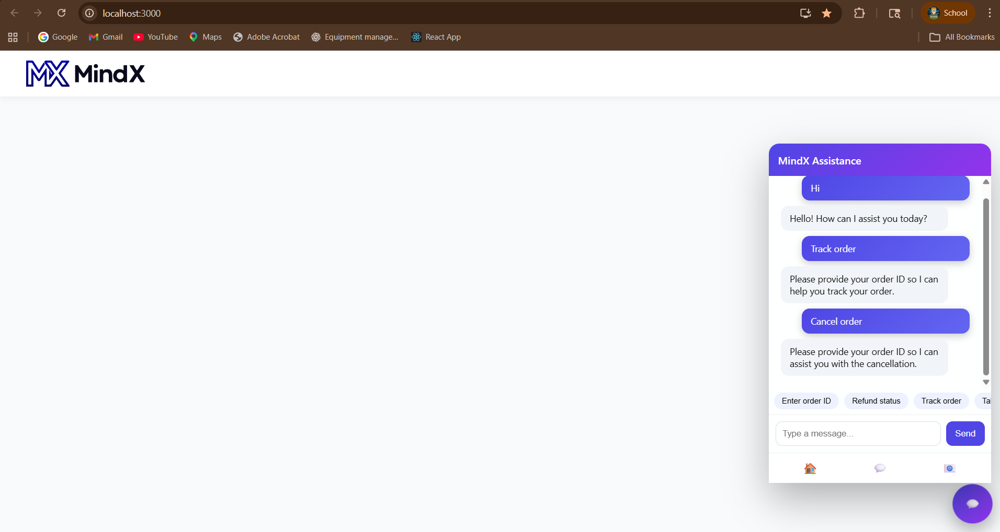 localhost:3000
School
Google
Gmail
YouTube
Maps
Adobe Acrobat
Equipment manage...
React App
All Bookmarks
MX MindX
MindX Assistance
Hi
Hello! How can I assist you today?
Track order
Please provide your order ID so I can
help you track your order.
Cancel order
Please provide your order ID so I can
assist you with the cancellation.
Enter order ID
Refund status
Track order
Type a message...
Send